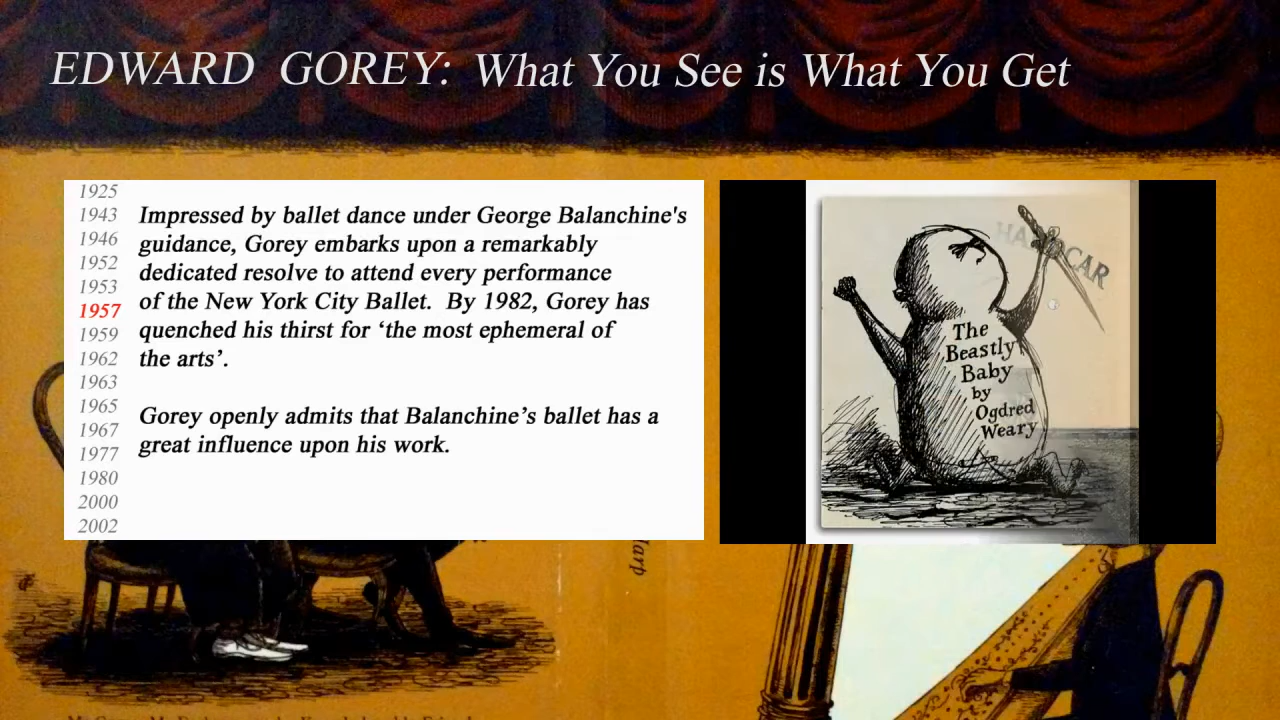 EDWARD GOREY: What You See is What You Get
1925
1943
1946
1952
1953
1957
1959
1962
1963
1965
1967
1977
1980
2000
2002
Impressed by ballet dance under George Balanchine's
guidance, Gorey embarks upon a remarkably
dedicated resolve to attend every performance
of the New York City Ballet.  By 1982, Gorey has
quenched his thirst for ‘the most ephemeral of
the arts’.
Gorey openly admits that Balanchine’s ballet has a
great influence upon his work.
CAR
The
Beastly
Baby
by
Ogdred
Weary
Harp